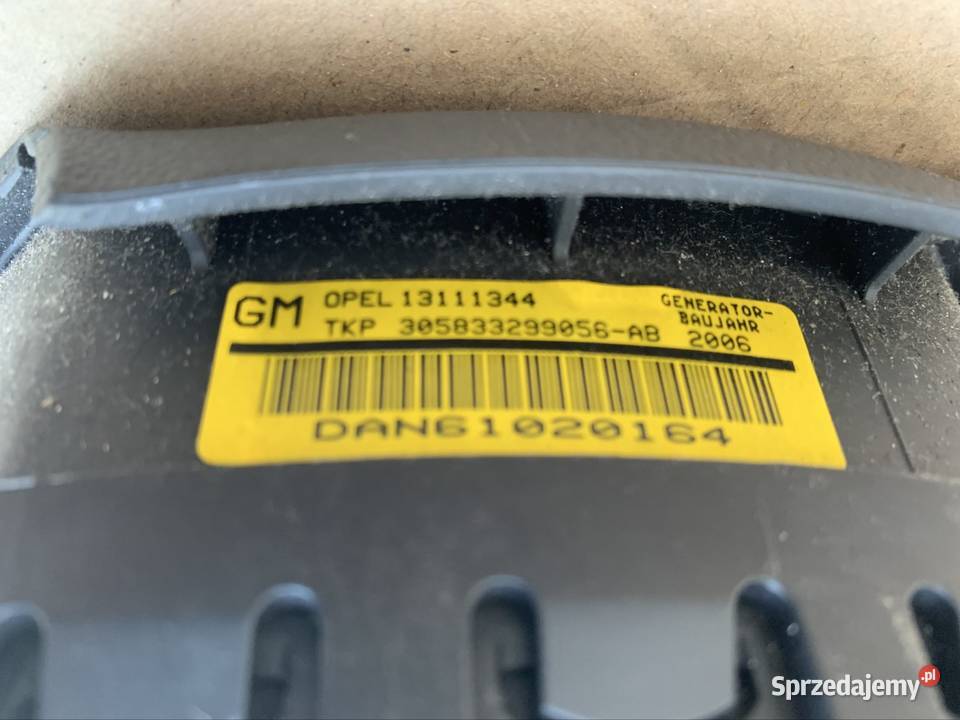 GM OPEL 13111344
TKP 305833299056-AB
GENERATOR-
BAUJAHR
2006
DAN61020164
Sprzedajemy.pl